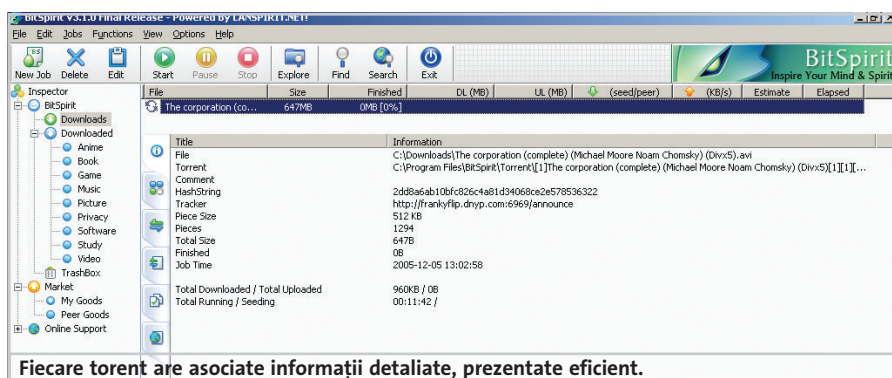 BitSpirit v3.1.0 Final Release - Powered by LANSPIRIT.NET!
File Edit Jobs Functions View Options Help
New Job Delete Edit Start Pause Stop Explore Find Search Exit
BitSpirit
Inspire Your Mind & Spirit
Inspector
BitSpirit
Downloads
Downloaded
Anime
Book
Game
Music
Picture
Privacy
Software
Study
Video
TrashBox
Market
My Goods
Peer Goods
Online Support
File Size Finished DL (MB) UL (MB) (seed/peer) (KB/s) Estimate Elapsed
The corporation (co... 647MB 0MB [0%]
Title Information
File C:\Downloads\The corporation (complete) (Michael Moore Noam Chomsky) (Divx5).avi
Torrent C:\Program Files\BitSpirit\Torrent\[1]The corporation (complete) (Michael Moore Noam Chomsky) (Divx5)[1][1][...
Comment
HashString 2dd8a6ab10bfc826c4a81d34068ce2e578536322
Tracker http://frankyflip.dnyp.com:6969/announce
Piece Size 512 KB
Pieces 1294
Total Size 647B
Finished 0B
Job Time 2005-12-05 13:02:58
Total Downloaded / Total Uploaded 960KB / 0B
Total Running / Seeding 00:11:42 /
Fiecare torent are asociate informații detaliate, prezentate eficient.